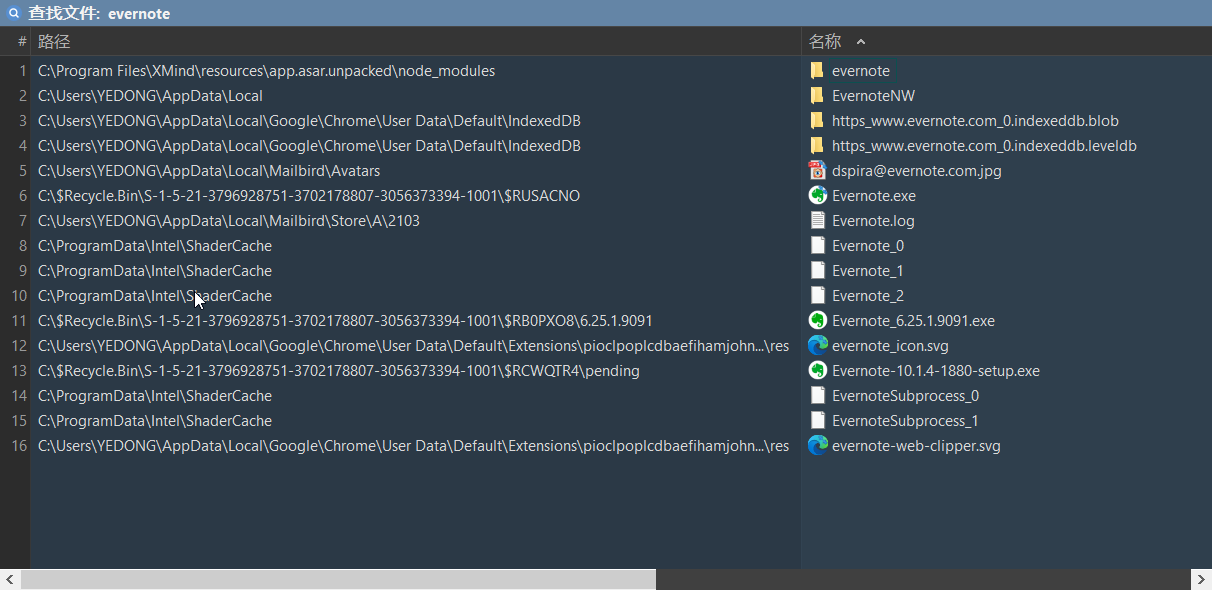 查找文件: evernote
# 路径 名称
1 C:\Program Files\XMind\resources\app.asar.unpacked\node_modules evernote
2 C:\Users\YEDONG\AppData\Local EvernoteNW
3 C:\Users\YEDONG\AppData\Local\Google\Chrome\User Data\Default\IndexedDB https_www.evernote.com_0.indexeddb.blob
4 C:\Users\YEDONG\AppData\Local\Google\Chrome\User Data\Default\IndexedDB https_www.evernote.com_0.indexeddb.leveldb
5 C:\Users\YEDONG\AppData\Local\Mailbird\Avatars dspira@evernote.com.jpg
6 C:\$Recycle.Bin\S-1-5-21-3796928751-3702178807-3056373394-1001\$RUSACNO Evernote.exe
7 C:\Users\YEDONG\AppData\Local\Mailbird\Store\A\2103 Evernote.log
8 C:\ProgramData\Intel\ShaderCache Evernote_0
9 C:\ProgramData\Intel\ShaderCache Evernote_1
10 C:\ProgramData\Intel\ShaderCache Evernote_2
11 C:\$Recycle.Bin\S-1-5-21-3796928751-3702178807-3056373394-1001\$RB0PXO8\6.25.1.9091 Evernote_6.25.1.9091.exe
12 C:\Users\YEDONG\AppData\Local\Google\Chrome\User Data\Default\Extensions\pioclpoplcdbaefihamjohn...\res evernote_icon.svg
13 C:\$Recycle.Bin\S-1-5-21-3796928751-3702178807-3056373394-1001\$RCWQTR4\pending Evernote-10.1.4-1880-setup.exe
14 C:\ProgramData\Intel\ShaderCache EvernoteSubprocess_0
15 C:\ProgramData\Intel\ShaderCache EvernoteSubprocess_1
16 C:\Users\YEDONG\AppData\Local\Google\Chrome\User Data\Default\Extensions\pioclpoplcdbaefihamjohn...\res evernote-web-clipper.svg